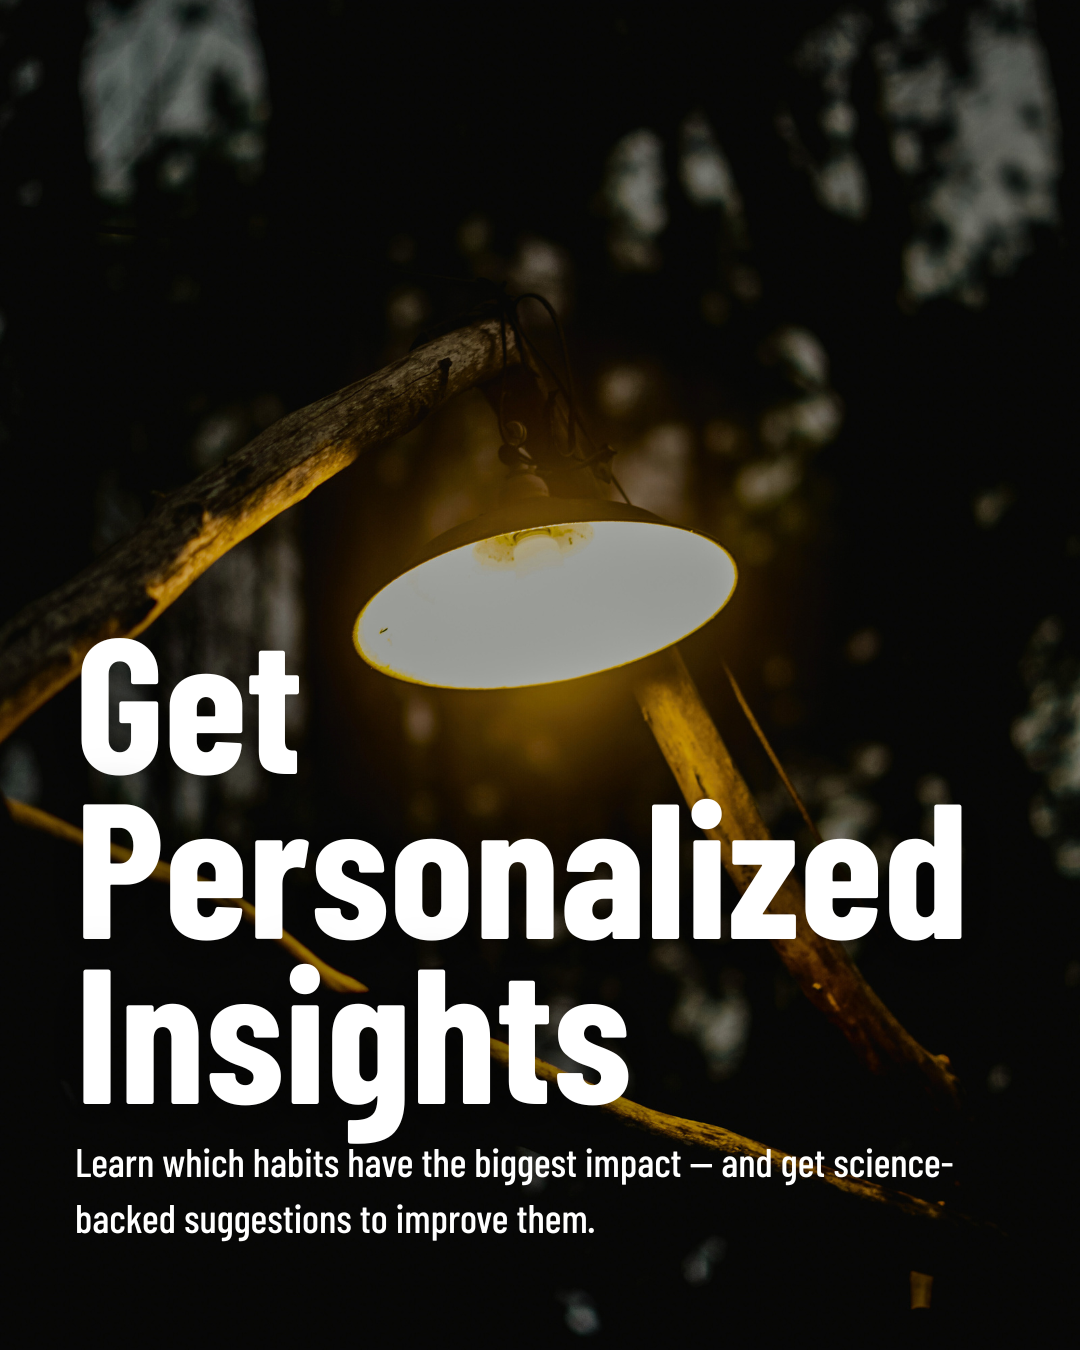 Get
Personalized
Insights
Learn which habits have the biggest impact — and get science-
backed suggestions to improve them.